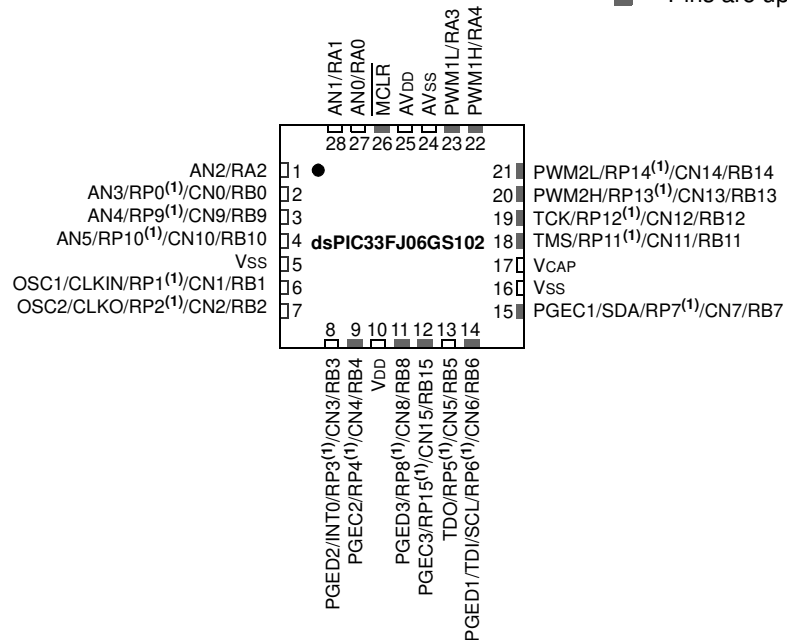 Pins are up
AN1/RA1
AN0/RA0
MCLR
AVDD
AVSS
PWM1L/RA3
PWM1H/RA4
28 27 26 25 24 23 22
AN2/RA2 1
AN3/RP0(1)/CN0/RB0 2
AN4/RP9(1)/CN9/RB9 3
AN5/RP10(1)/CN10/RB10 4
VSS 5
OSC1/CLKIN/RP1(1)/CN1/RB1 6
OSC2/CLKO/RP2(1)/CN2/RB2 7
dsPIC33FJ06GS102
21 PWM2L/RP14(1)/CN14/RB14
20 PWM2H/RP13(1)/CN13/RB13
19 TCK/RP12(1)/CN12/RB12
18 TMS/RP11(1)/CN11/RB11
17 VCAP
16 VSS
15 PGEC1/SDA/RP7(1)/CN7/RB7
8 9 10 11 12 13 14
PGED2/INT0/RP3(1)/CN3/RB3
PGEC2/RP4(1)/CN4/RB4
VDD
PGED3/RP8(1)/CN8/RB8
PGEC3/RP15(1)/CN15/RB15
TDO/RP5(1)/CN5/RB5
PGED1/TDI/SCL/RP6(1)/CN6/RB6